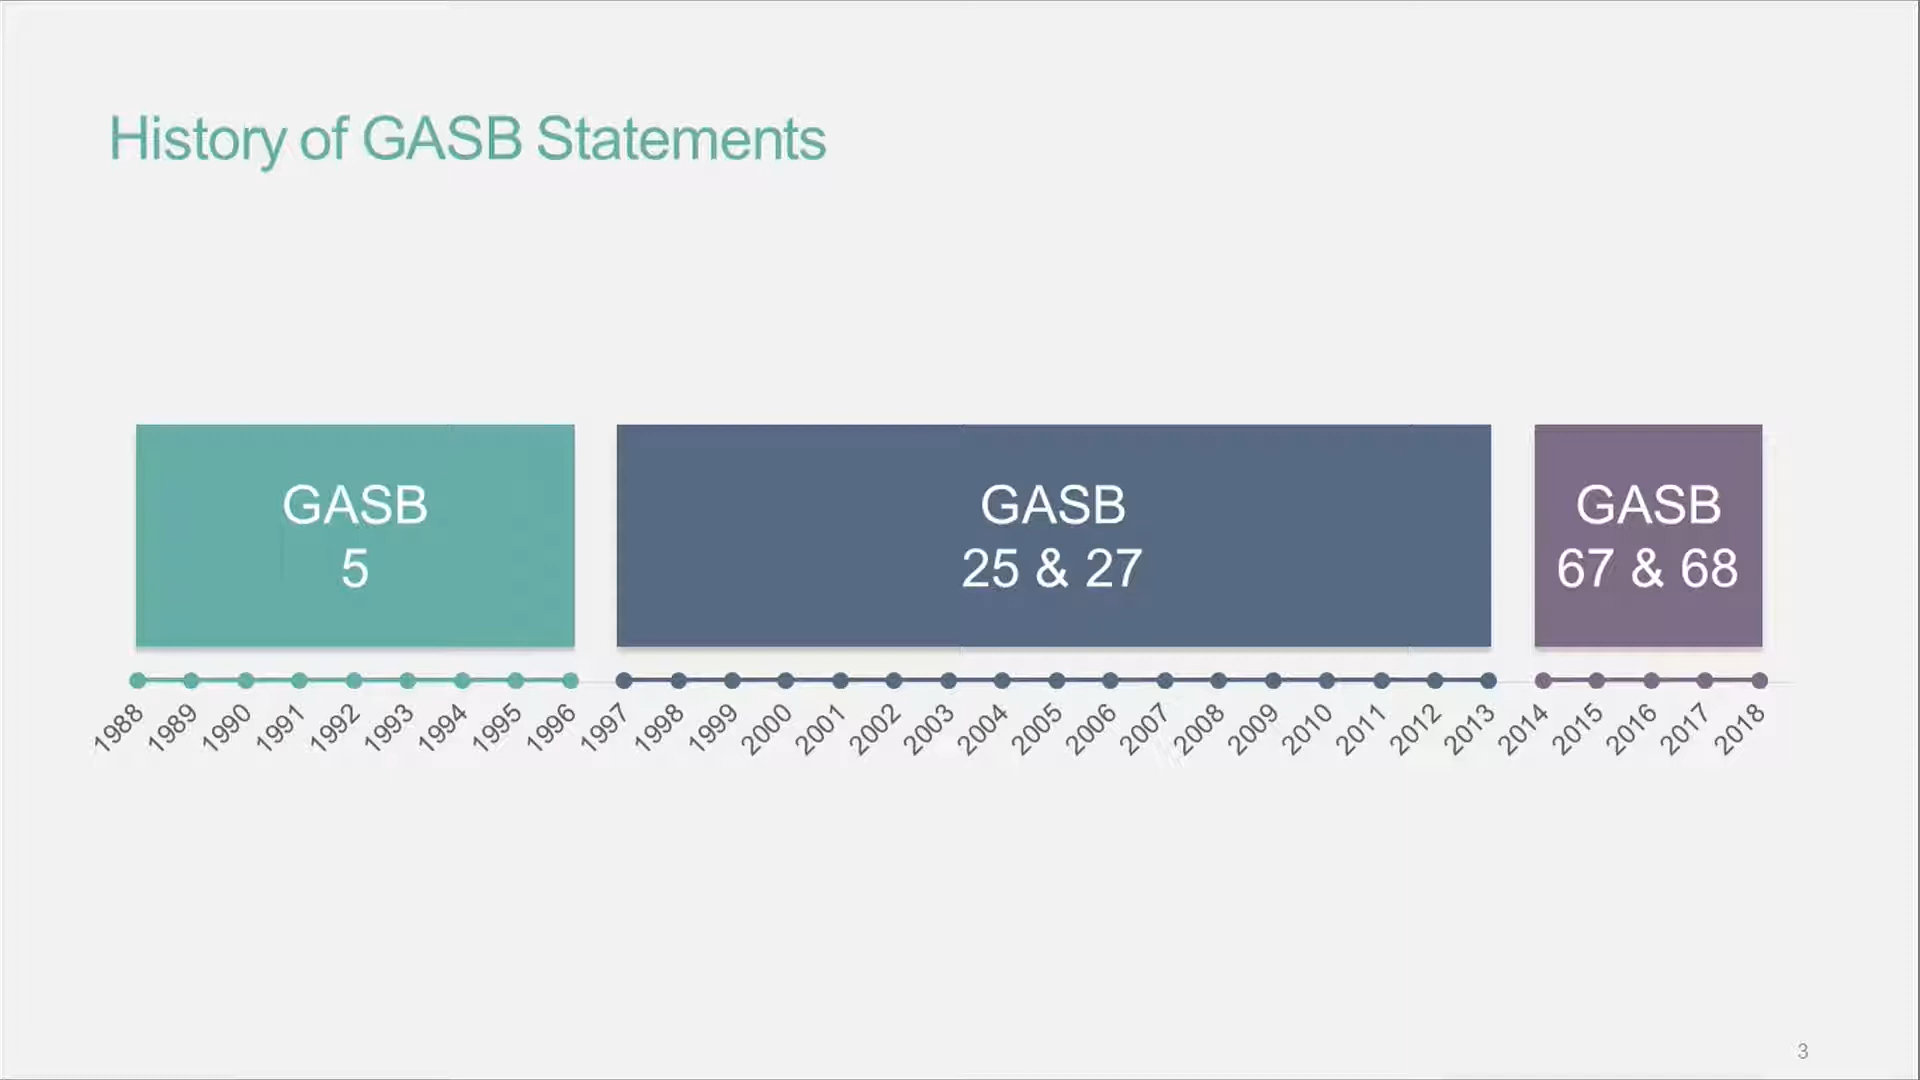 History of GASB Statements
GASB
5
GASB
25 & 27
GASB
67 & 68
1988 1989 1990 1991 1992 1993 1994 1995 1996 1997 1998 1999 2000 2001 2002 2003 2004 2005 2006 2007 2008 2009 2010 2011 2012 2013 2014 2015 2016 2017 2018
3